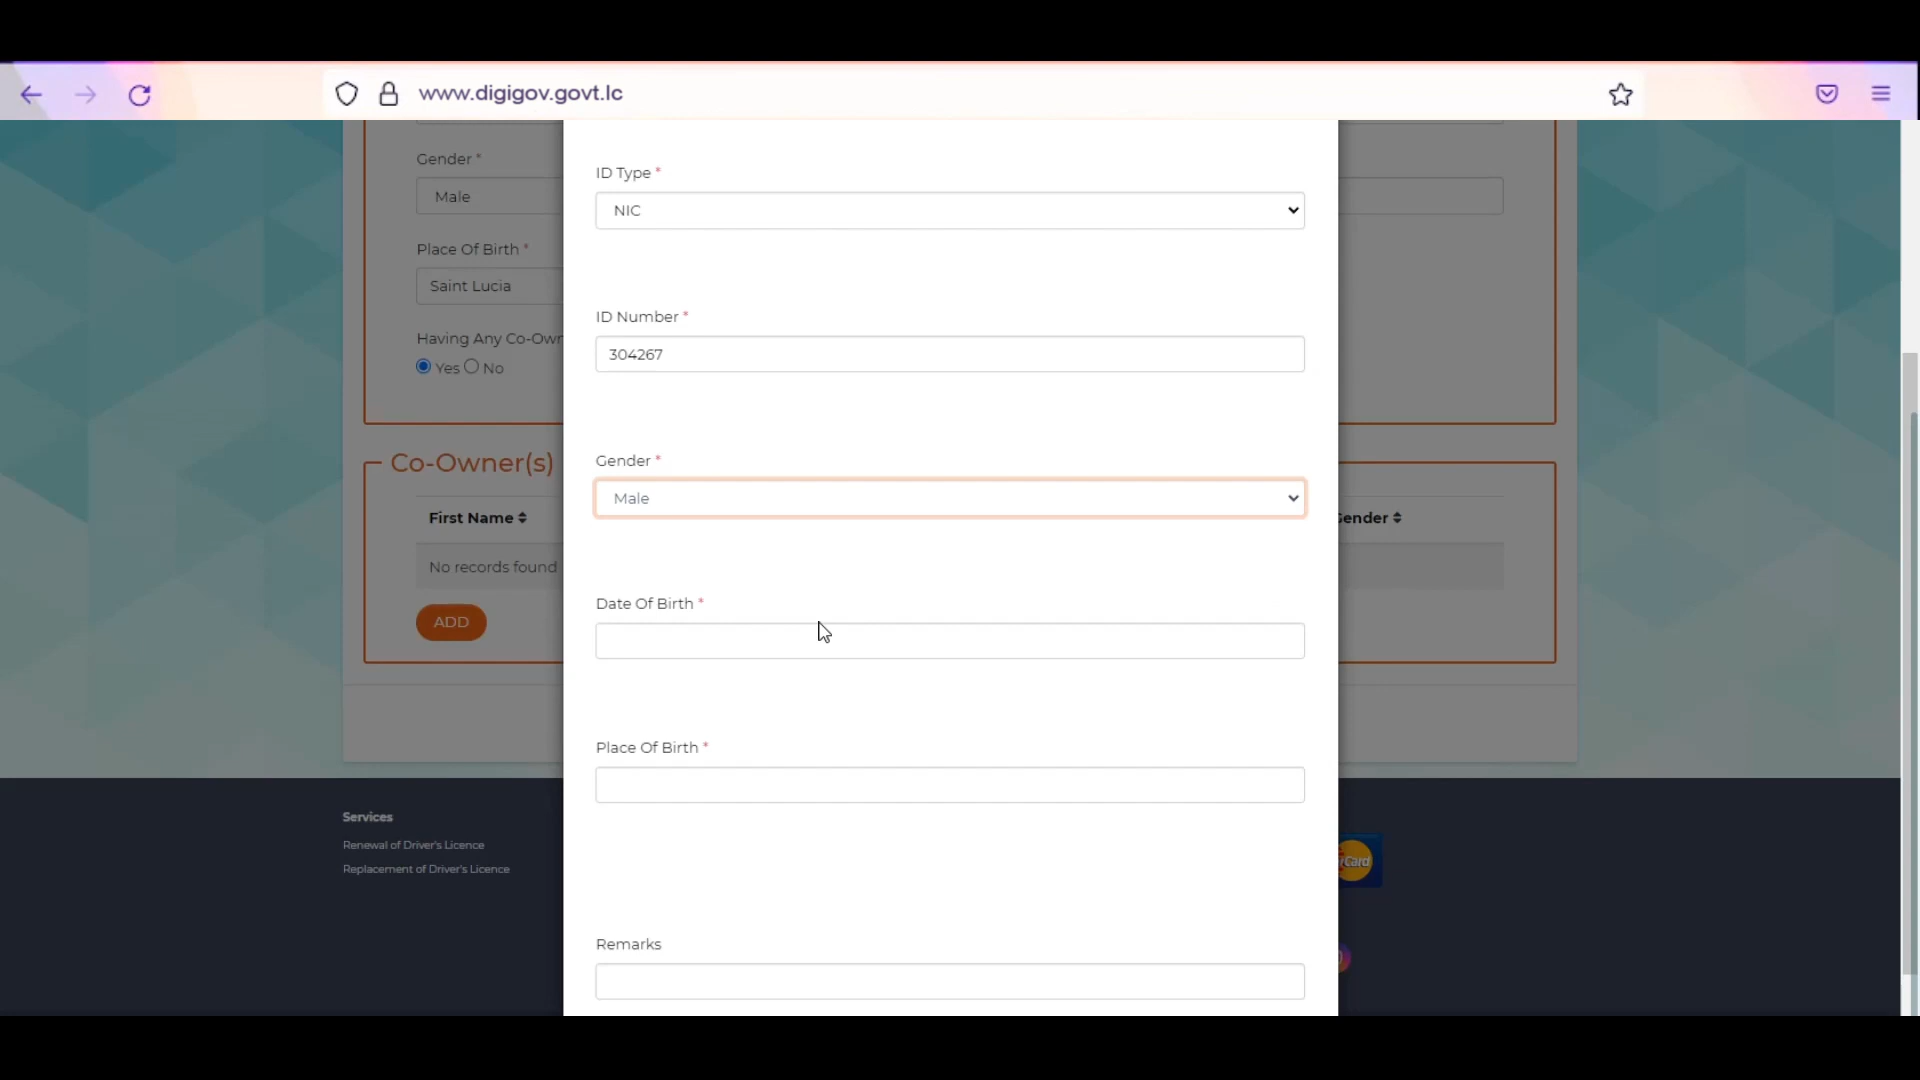 www.digigov.govt.lc
Gender *
Male
Place Of Birth *
Saint Lucia
Having Any Co-Own
Yes No
Co-Owner(s)
First Name
No records found
ADD
ID Type *
NIC
ID Number *
304267
Gender *
Male
Date Of Birth *
Place Of Birth *
Remarks
Gender
Services
Renewal of Driver's Licence
Replacement of Driver's Licence
Card